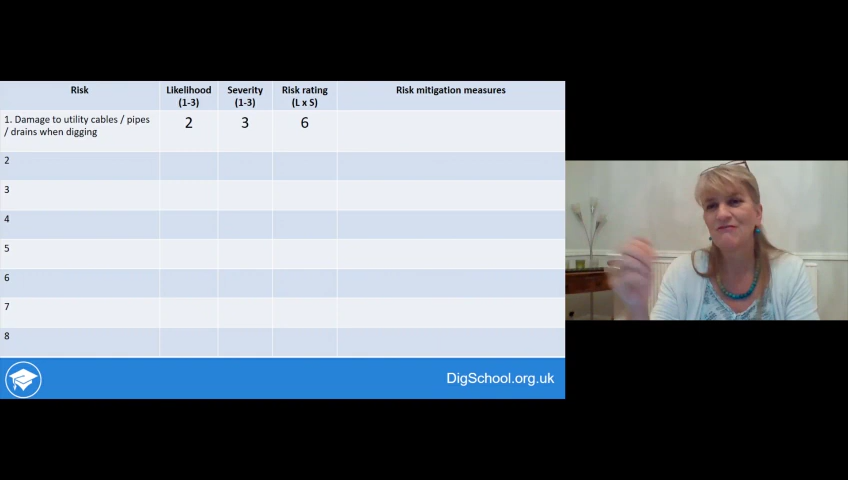 Risk
Likelihood
(1-3)
Severity
(1-3)
Risk rating
(L x S)
Risk mitigation measures
1. Damage to utility cables / pipes
/ drains when digging
2
3
6
2
3
4
5
6
7
8
DigSchool.org.uk